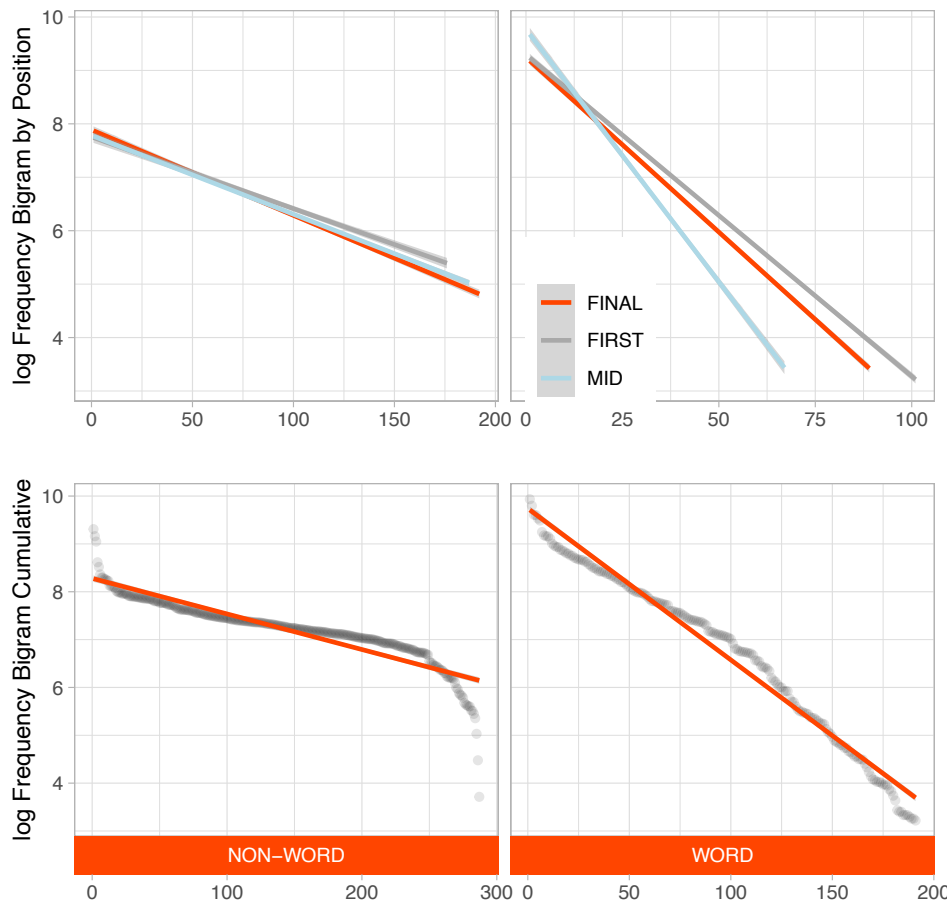 log Frequency Bigram by Position
10
8
6
4
0 50 100 150 200
0 25 50 75 100
FINAL
FIRST
MID
log Frequency Bigram Cumulative
10
8
6
4
NON−WORD WORD
0 100 200 300
0 50 100 150 200